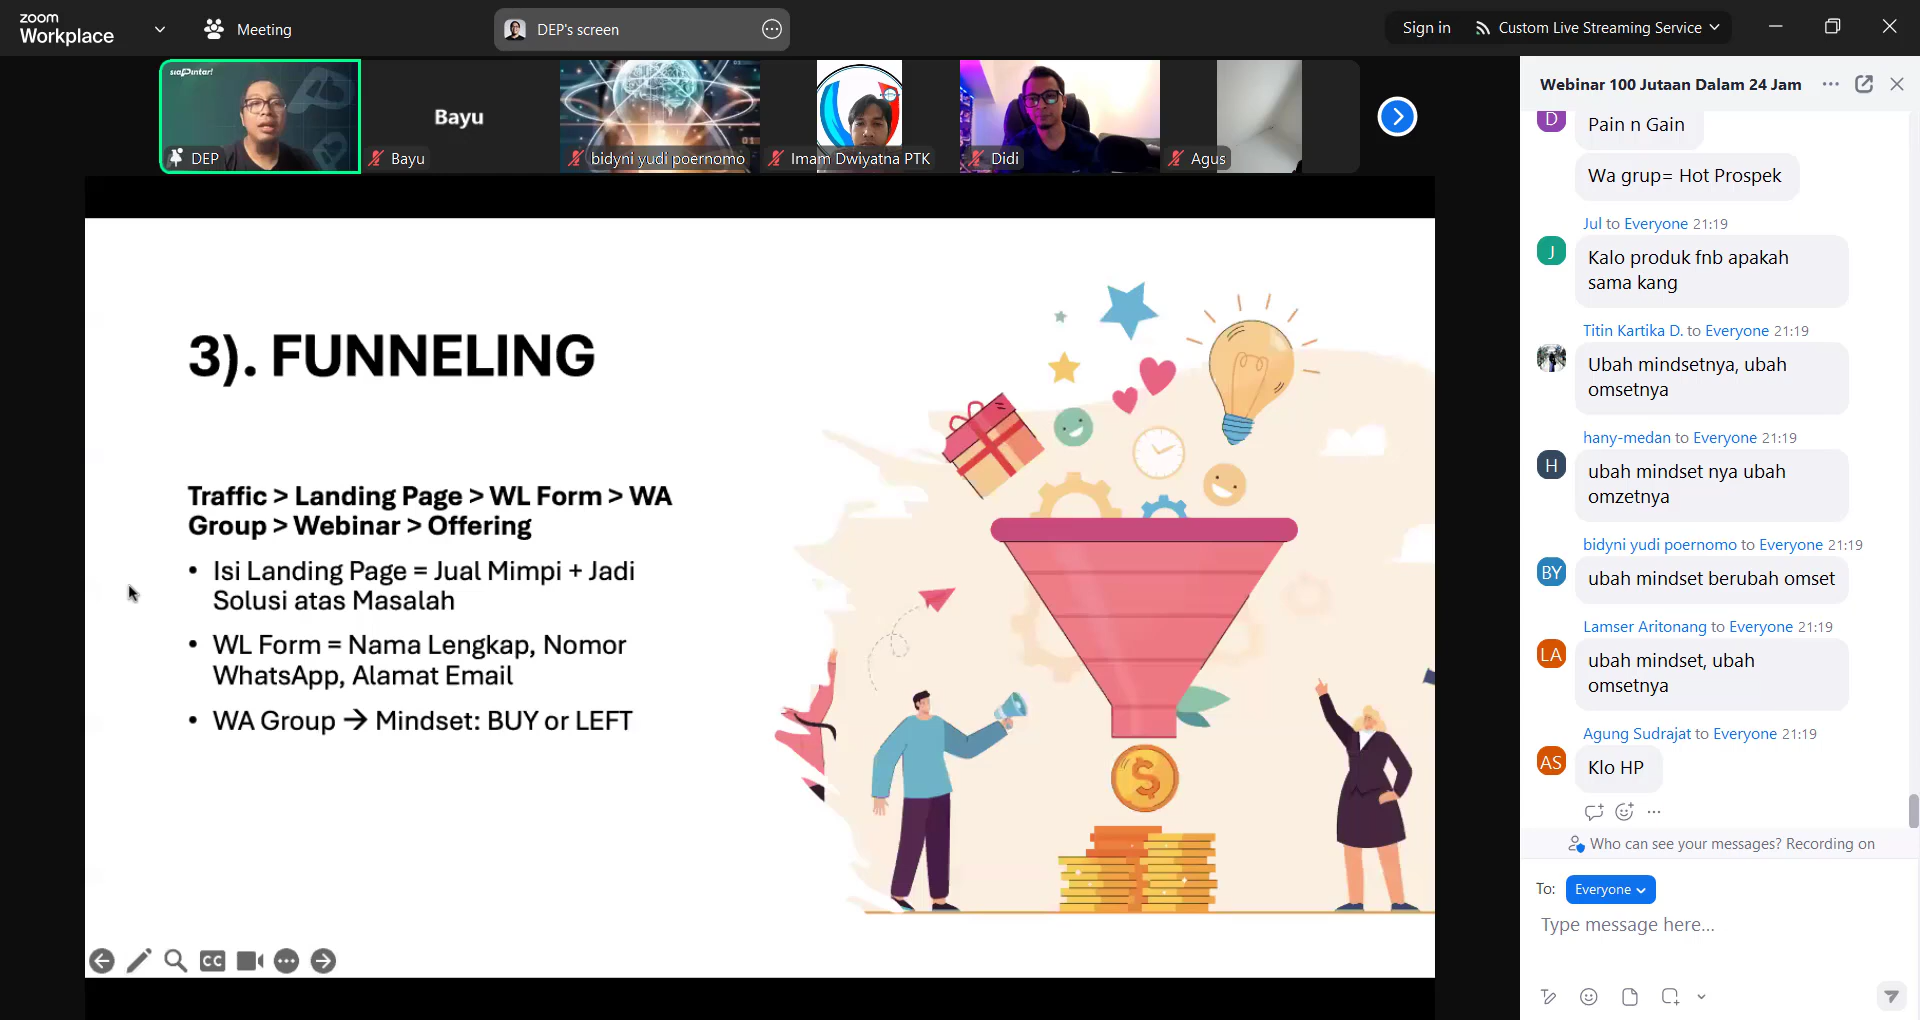 zoom
Workplace
Meeting
DEP's screen
Sign in
Custom Live Streaming Service
siapintar!
DEP
Bayu
Bayu
bidyni yudi poernomo
Imam Dwiyatna PTK
Didi
Agus
3). FUNNELING
Traffic > Landing Page > WL Form > WA
Group > Webinar > Offering
• Isi Landing Page = Jual Mimpi + Jadi
Solusi atas Masalah
• WL Form = Nama Lengkap, Nomor
WhatsApp, Alamat Email
• WA Group → Mindset: BUY or LEFT
$
CC
Webinar 100 Jutaan Dalam 24 Jam
D
Pain n Gain
Wa grup= Hot Prospek
Jul to Everyone 21:19
J
Kalo produk fnb apakah
sama kang
Titin Kartika D. to Everyone 21:19
Ubah mindsetnya, ubah
omsetnya
hany-medan to Everyone 21:19
H
ubah mindset nya ubah
omzetnya
bidyni yudi poernomo to Everyone 21:19
BY
ubah mindset berubah omset
Lamser Aritonang to Everyone 21:19
LA
ubah mindset, ubah
omsetnya
Agung Sudrajat to Everyone 21:19
AS
Klo HP
Who can see your messages? Recording on
To: Everyone
Type message here...